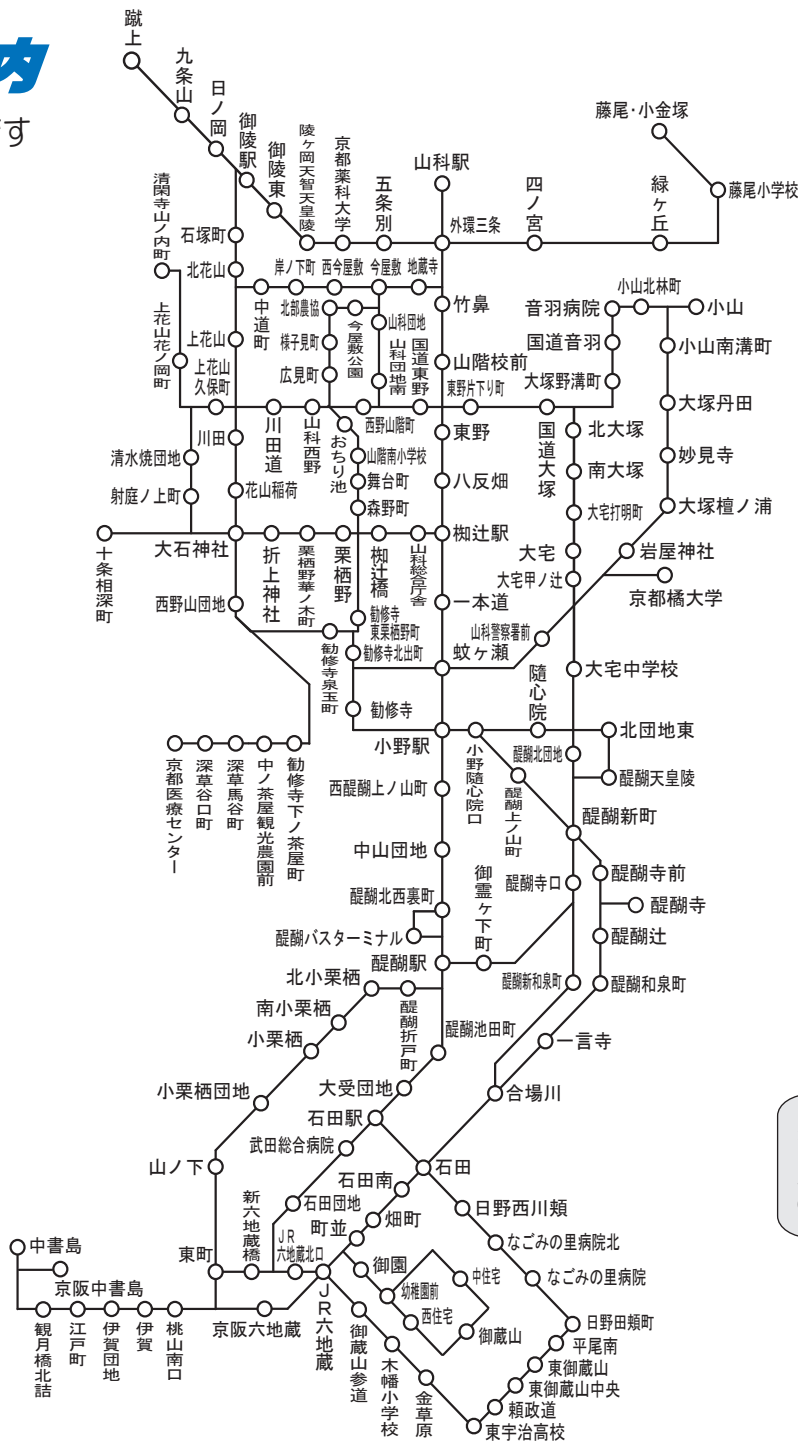 内
す
蹴上
九条山
日ノ岡
御陵駅
御陵東
陵ヶ岡天智天皇陵
京都薬科大学
五条別
山科駅
外環三条
四ノ宮
緑ヶ丘
藤尾・小金塚
藤尾小学校
清閑寺山ノ内町
石塚町
北花山
岸ノ下町
西今屋敷
今屋敷
地蔵寺
中道町
北部農協
今屋敷公園
山科団地
竹鼻
音羽病院
小山北林町
小山
上花山花ノ岡町
上花山
様子見町
山科団地南
国道東野
山階校前
国道音羽
小山南溝町
上花山
久保町
広見町
東野片下り町
大塚野溝町
大塚丹田
川田
川田道
山科西野
おちり池
西野山階町
東野
国道大塚
北大塚
清水焼団地
山階南小学校
南大塚
妙見寺
射庭ノ上町
花山稲荷
舞台町
八反畑
森野町
大宅打明町
大塚檀ノ浦
十条相深町
大石神社
折上神社
栗栖野華ノ木町
栗栖野
椥辻橋
山科総合庁舎
椥辻駅
大宅
岩屋神社
大宅甲ノ辻
京都橘大学
西野山団地
一本道
勧修寺
東栗栖野町
山科警察署前
勧修寺泉玉町
勧修寺北出町
蚊ヶ瀬
大宅中学校
勧修寺
小野駅
小野隨心院口
隨心院
北団地東
京都医療センター
深草谷口町
深草馬谷町
中ノ茶屋観光農園前
勧修寺下ノ茶屋町
醍醐北団地
醍醐天皇陵
西醍醐上ノ山町
醍醐上ノ山町
醍醐新町
中山団地
御霊ヶ下町
醍醐寺口
醍醐寺前
醍醐北西裏町
醍醐寺
醍醐バスターミナル
醍醐辻
醍醐駅
北小栗栖
醍醐折戸町
醍醐新和泉町
醍醐和泉町
南小栗栖
小栗栖
醍醐池田町
一言寺
小栗栖団地
大受団地
合場川
石田駅
武田総合病院
山ノ下
石田
石田南
石田団地
日野西川頬
畑町
町並
なごみの里病院北
新六地蔵橋
JR
六地蔵北口
東町
御園
中住宅
なごみの里病院
幼稚園前
西住宅
御蔵山
中書島
京阪中書島
観月橋北詰
江戸町
伊賀団地
伊賀
桃山南口
京阪六地蔵
JR六地蔵
御蔵山参道
木幡小学校
金草原
日野田頬町
平尾南
東御蔵山
東御蔵山中央
頼政道
東宇治高校